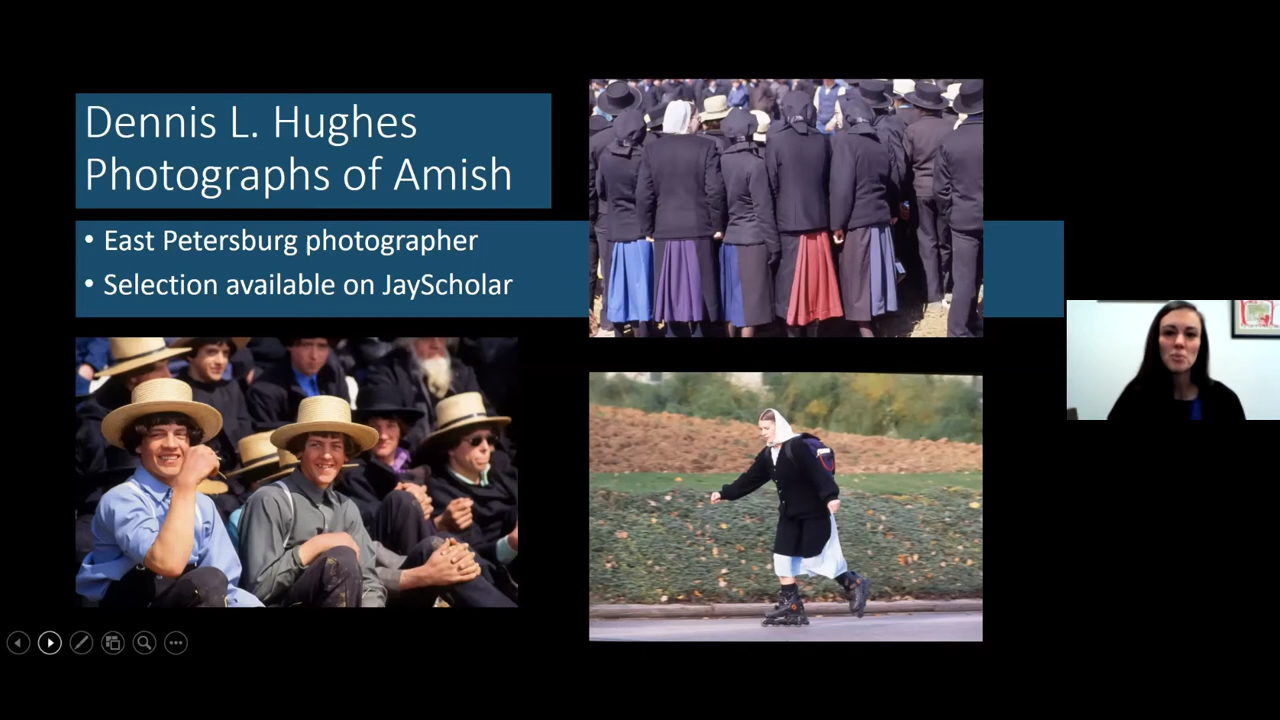 Dennis L. Hughes
Photographs of Amish
• East Petersburg photographer
• Selection available on JayScholar